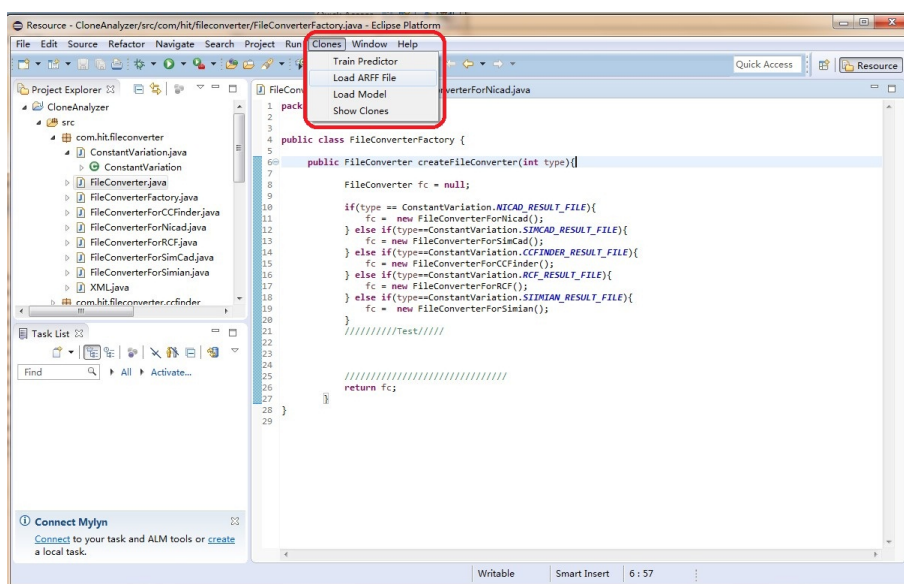 Resource - CloneAnalyzer/src/com/hit/fileconverter/FileConverterFactory.java - Eclipse Platform
File Edit Source Refactor Navigate Search Project Run Clones Window Help
Train Predictor
Load ARFF File
Load Model
Show Clones
Quick Access
Resource
Project Explorer
CloneAnalyzer
src
com.hit.fileconverter
ConstantVariation.java
ConstantVariation
FileConverter.java
FileConverterFactory.java
FileConverterForCCFinder.java
FileConverterForNicad.java
FileConverterForRCF.java
FileConverterForSimCad.java
FileConverterForSimian.java
XML.java
com.hit.fileconverter.ccfinder
Task List
Find All Activate...
Connect Mylyn
Connect to your task and ALM tools or create
a local task.
FileCon verterForNicad.java
1 pack
2
3
4 public class FileConverterFactory {
5
6 public FileConverter createFileConverter(int type){
7
8 FileConverter fc = null;
9
10 if(type == ConstantVariation.NICAD_RESULT_FILE){
11 fc = new FileConverterForNicad();
12 } else if(type==ConstantVariation.SIMCAD_RESULT_FILE){
13 fc = new FileConverterForSimCad();
14 } else if(type==ConstantVariation.CCFINDER_RESULT_FILE){
15 fc = new FileConverterForCCFinder();
16 } else if(type==ConstantVariation.RCF_RESULT_FILE){
17 fc = new FileConverterForRCF();
18 } else if(type==ConstantVariation.SIIMIAN_RESULT_FILE){
19 fc = new FileConverterForSimian();
20 }
21 //////////Test/////
22
23
24
25 ///////////////////////////////
26 return fc;
27 }
28 }
29
Writable Smart Insert 6 : 57